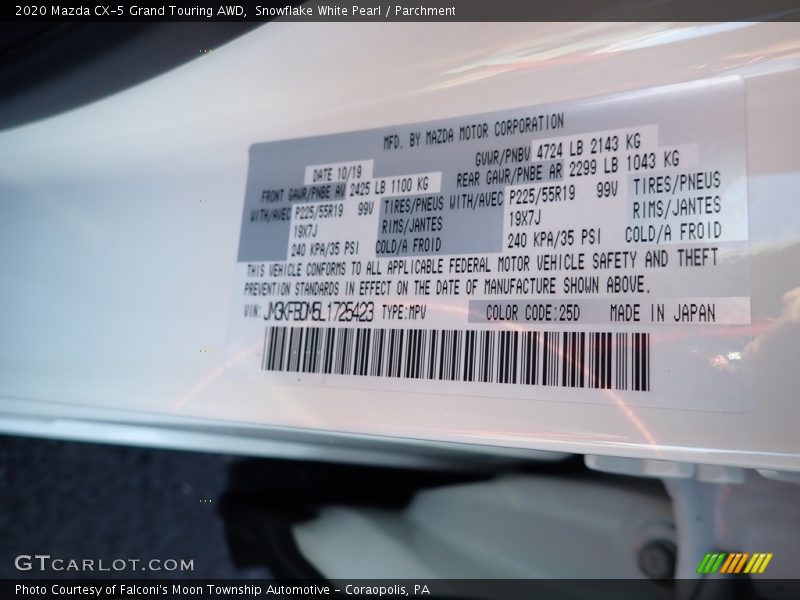 2020 Mazda CX-5 Grand Touring AWD, Snowflake White Pearl / Parchment
MFD. BY MAZDA MOTOR CORPORATION
DATE 10/19 GVWR/PNBV 4724 LB 2143 KG
FRONT GAWR/PNBE AV 2425 LB 1100 KG REAR GAWR/PNBE AR 2299 LB 1043 KG
WITH/AVEC P225/55R19 99V TIRES/PNEUS WITH/AVEC P225/55R19 99V TIRES/PNEUS
19X7J RIMS/JANTES 19X7J RIMS/JANTES
240 KPA/35 PSI COLD/A FROID 240 KPA/35 PSI COLD/A FROID
THIS VEHICLE CONFORMS TO ALL APPLICABLE FEDERAL MOTOR VEHICLE SAFETY AND THEFT
PREVENTION STANDARDS IN EFFECT ON THE DATE OF MANUFACTURE SHOWN ABOVE.
VIN: JM3KFBDM5L1725423 TYPE:MPV COLOR CODE:25D MADE IN JAPAN
GTCARLOT.COM
Photo Courtesy of Falconi's Moon Township Automotive - Coraopolis, PA